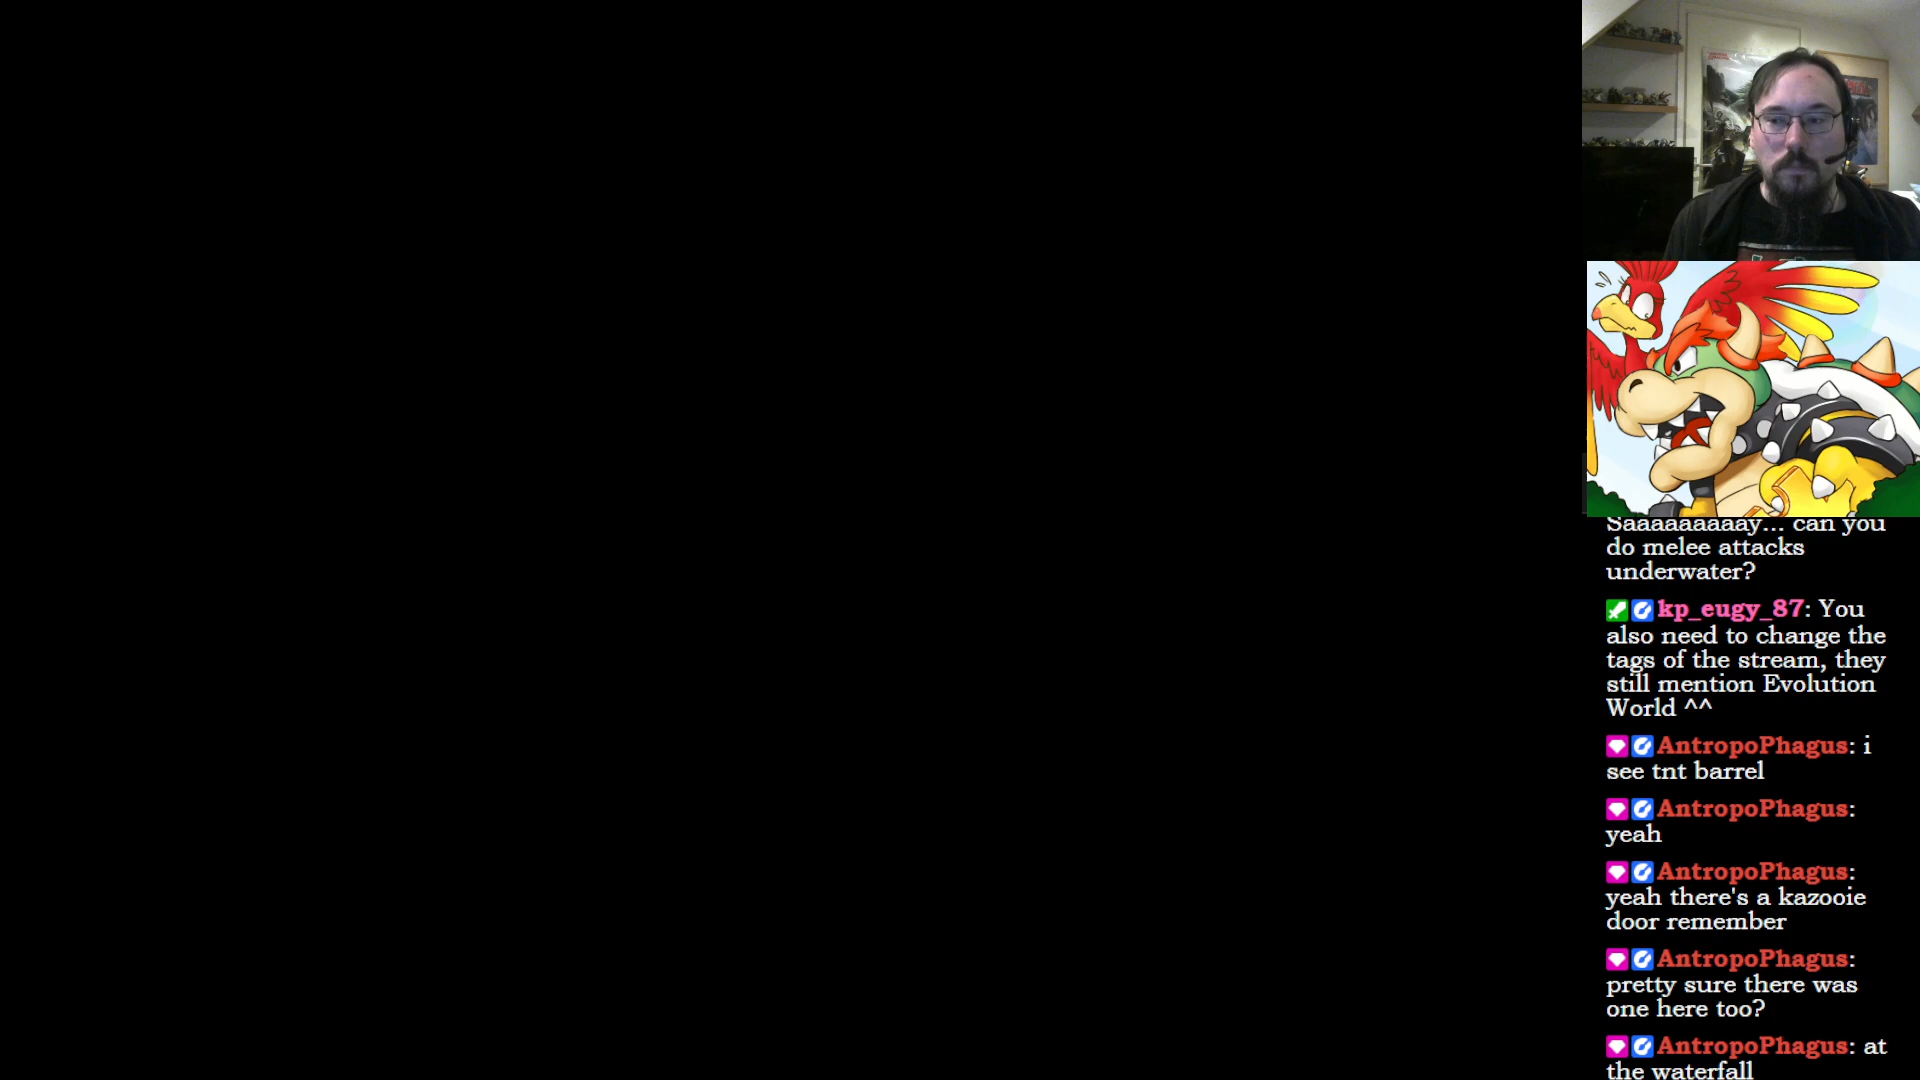 Saaaaaaaaay... can you
do melee attacks
underwater?
kp_eugy_87: You
also need to change the
tags of the stream, they
still mention Evolution
World ^^
AntropoPhagus: i
see tnt barrel
AntropoPhagus:
yeah
AntropoPhagus:
yeah there's a kazooie
door remember
AntropoPhagus:
pretty sure there was
one here too?
AntropoPhagus: at
the waterfall